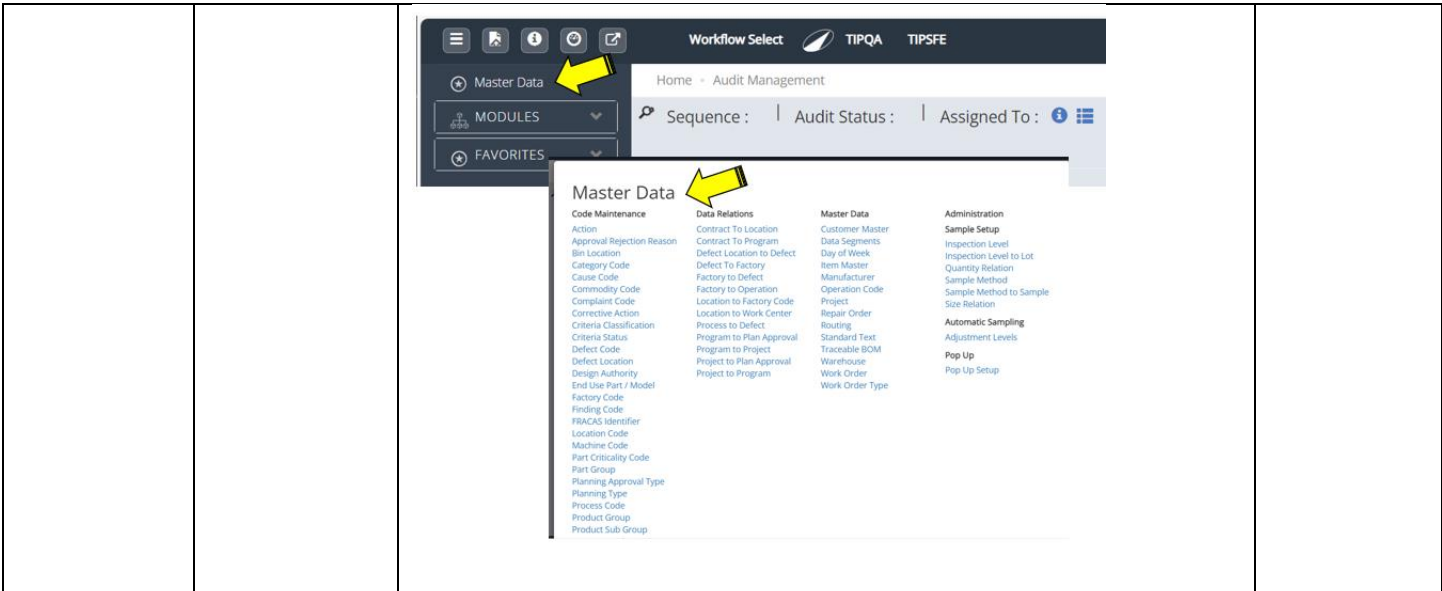 Workflow Select TIPQA TIPSFE
Master Data
Home • Audit Management
MODULES
Sequence : | Audit Status : | Assigned To :
FAVORITES
Master Data
Code Maintenance
Action
Approval Rejection Reason
Bin Location
Category Code
Cause Code
Commodity Code
Complaint Code
Corrective Action
Criteria Classification
Criteria Status
Defect Code
Defect Location
Design Authority
End Use Part / Model
Factory Code
Finding Code
FRACAS Identifier
Location Code
Machine Code
Part Criticality Code
Part Group
Planning Approval Type
Planning Type
Process Code
Product Group
Product Sub Group
Data Relations
Contract To Location
Contract To Program
Defect Location to Defect
Defect To Factory
Factory to Defect
Factory to Operation
Location to Factory Code
Location to Work Center
Process to Defect
Program to Plan Approval
Program to Project
Project to Plan Approval
Project to Program
Master Data
Customer Master
Data Segments
Day of Week
Item Master
Manufacturer
Operation Code
Project
Repair Order
Routing
Standard Text
Traceable BOM
Warehouse
Work Order
Work Order Type
Administration
Sample Setup
Inspection Level
Inspection Level to Lot
Quantity Relation
Sample Method
Sample Method to Sample
Size Relation
Automatic Sampling
Adjustment Levels
Pop Up
Pop Up Setup